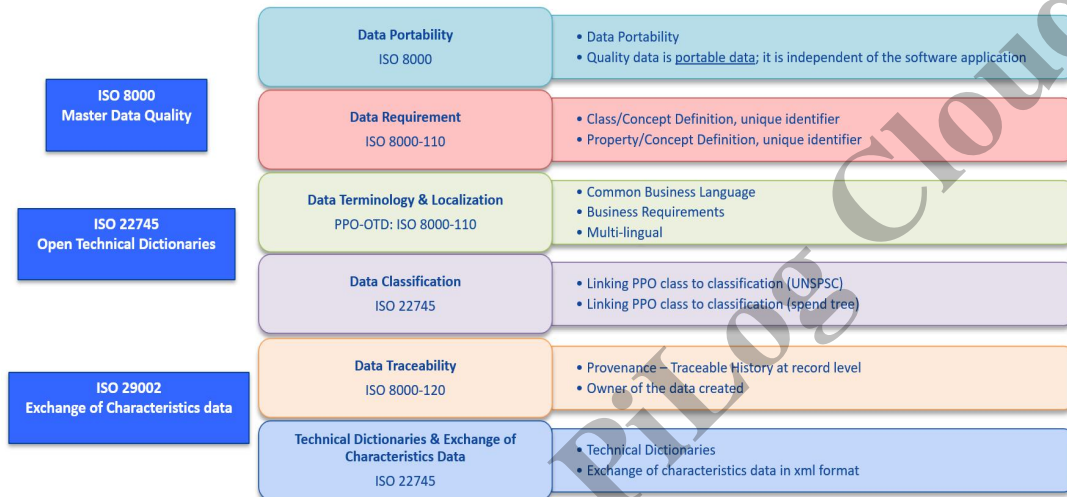 ISO 8000
Master Data Quality
ISO 22745
Open Technical Dictionaries
ISO 29002
Exchange of Characteristics data
Data Portability
ISO 8000
• Data Portability
• Quality data is portable data; it is independent of the software application
Data Requirement
ISO 8000-110
• Class/Concept Definition, unique identifier
• Property/Concept Definition, unique identifier
Data Terminology & Localization
PPO-OTD: ISO 8000-110
• Common Business Language
• Business Requirements
• Multi-lingual
Data Classification
ISO 22745
• Linking PPO class to classification (UNSPSC)
• Linking PPO class to classification (spend tree)
Data Traceability
ISO 8000-120
• Provenance – Traceable History at record level
• Owner of the data created
Technical Dictionaries & Exchange of
Characteristics Data
ISO 22745
• Technical Dictionaries
• Exchange of characteristics data in xml format
PiLog Cloud